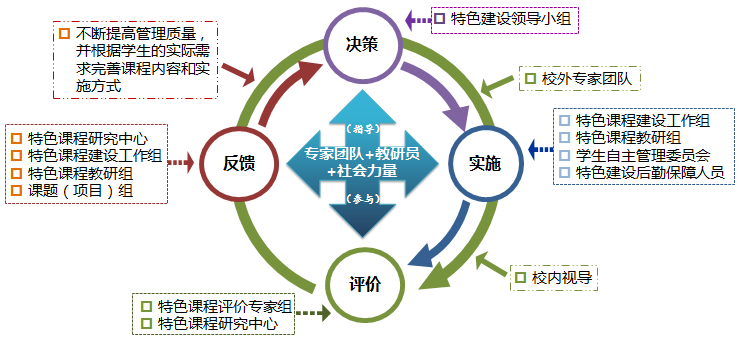 特色建设领导小组
不断提高管理质量，
并根据学生的实际需
求完善课程内容和实
施方式
决策
校外专家团队
特色课程研究中心
特色课程建设工作组
特色课程教研组
课题（项目）组
反馈
（指导）
专家团队+教研员
+社会力量
（参与）
实施
特色课程建设工作组
特色课程教研组
学生自主管理委员会
特色建设后勤保障人员
评价
校内视导
特色课程评价专家组
特色课程研究中心